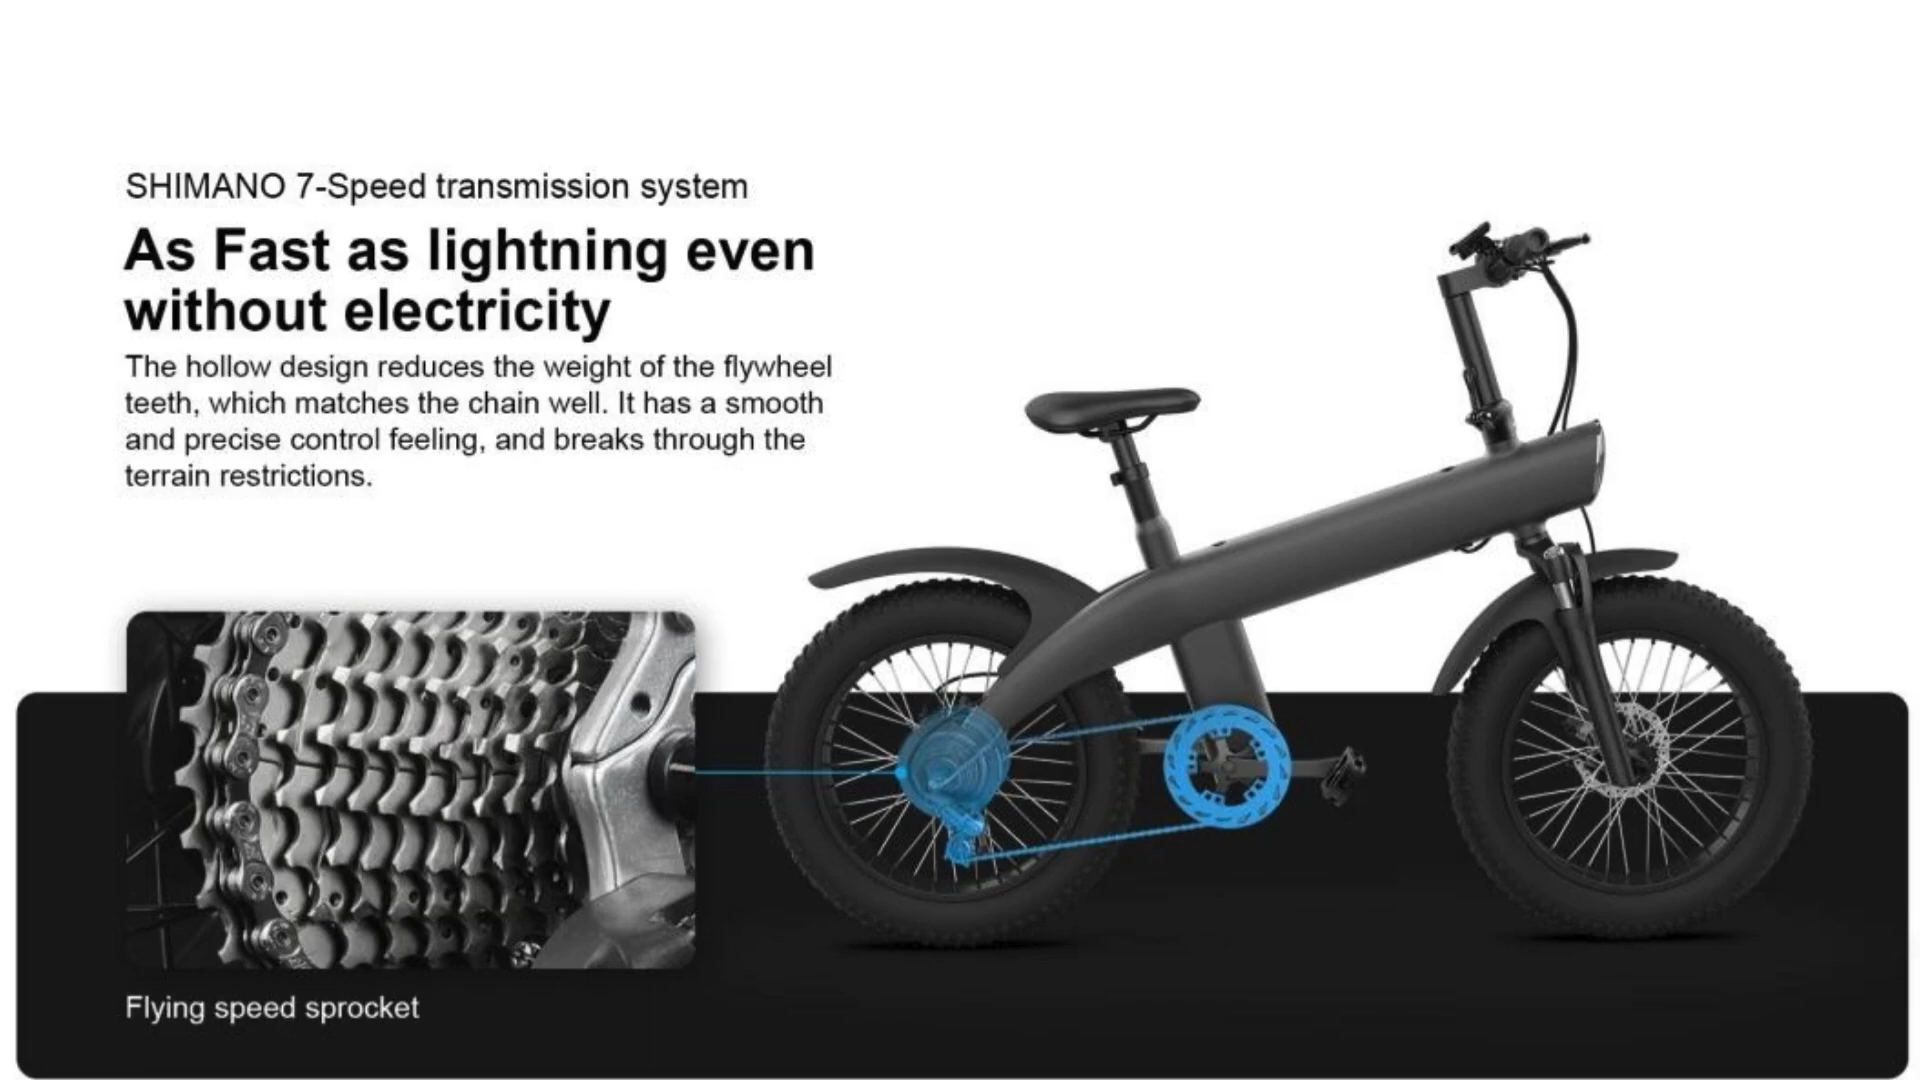 SHIMANO 7-Speed transmission system
As Fast as lightning even
without electricity
The hollow design reduces the weight of the flywheel
teeth, which matches the chain well. It has a smooth
and precise control feeling, and breaks through the
terrain restrictions.
Flying speed sprocket